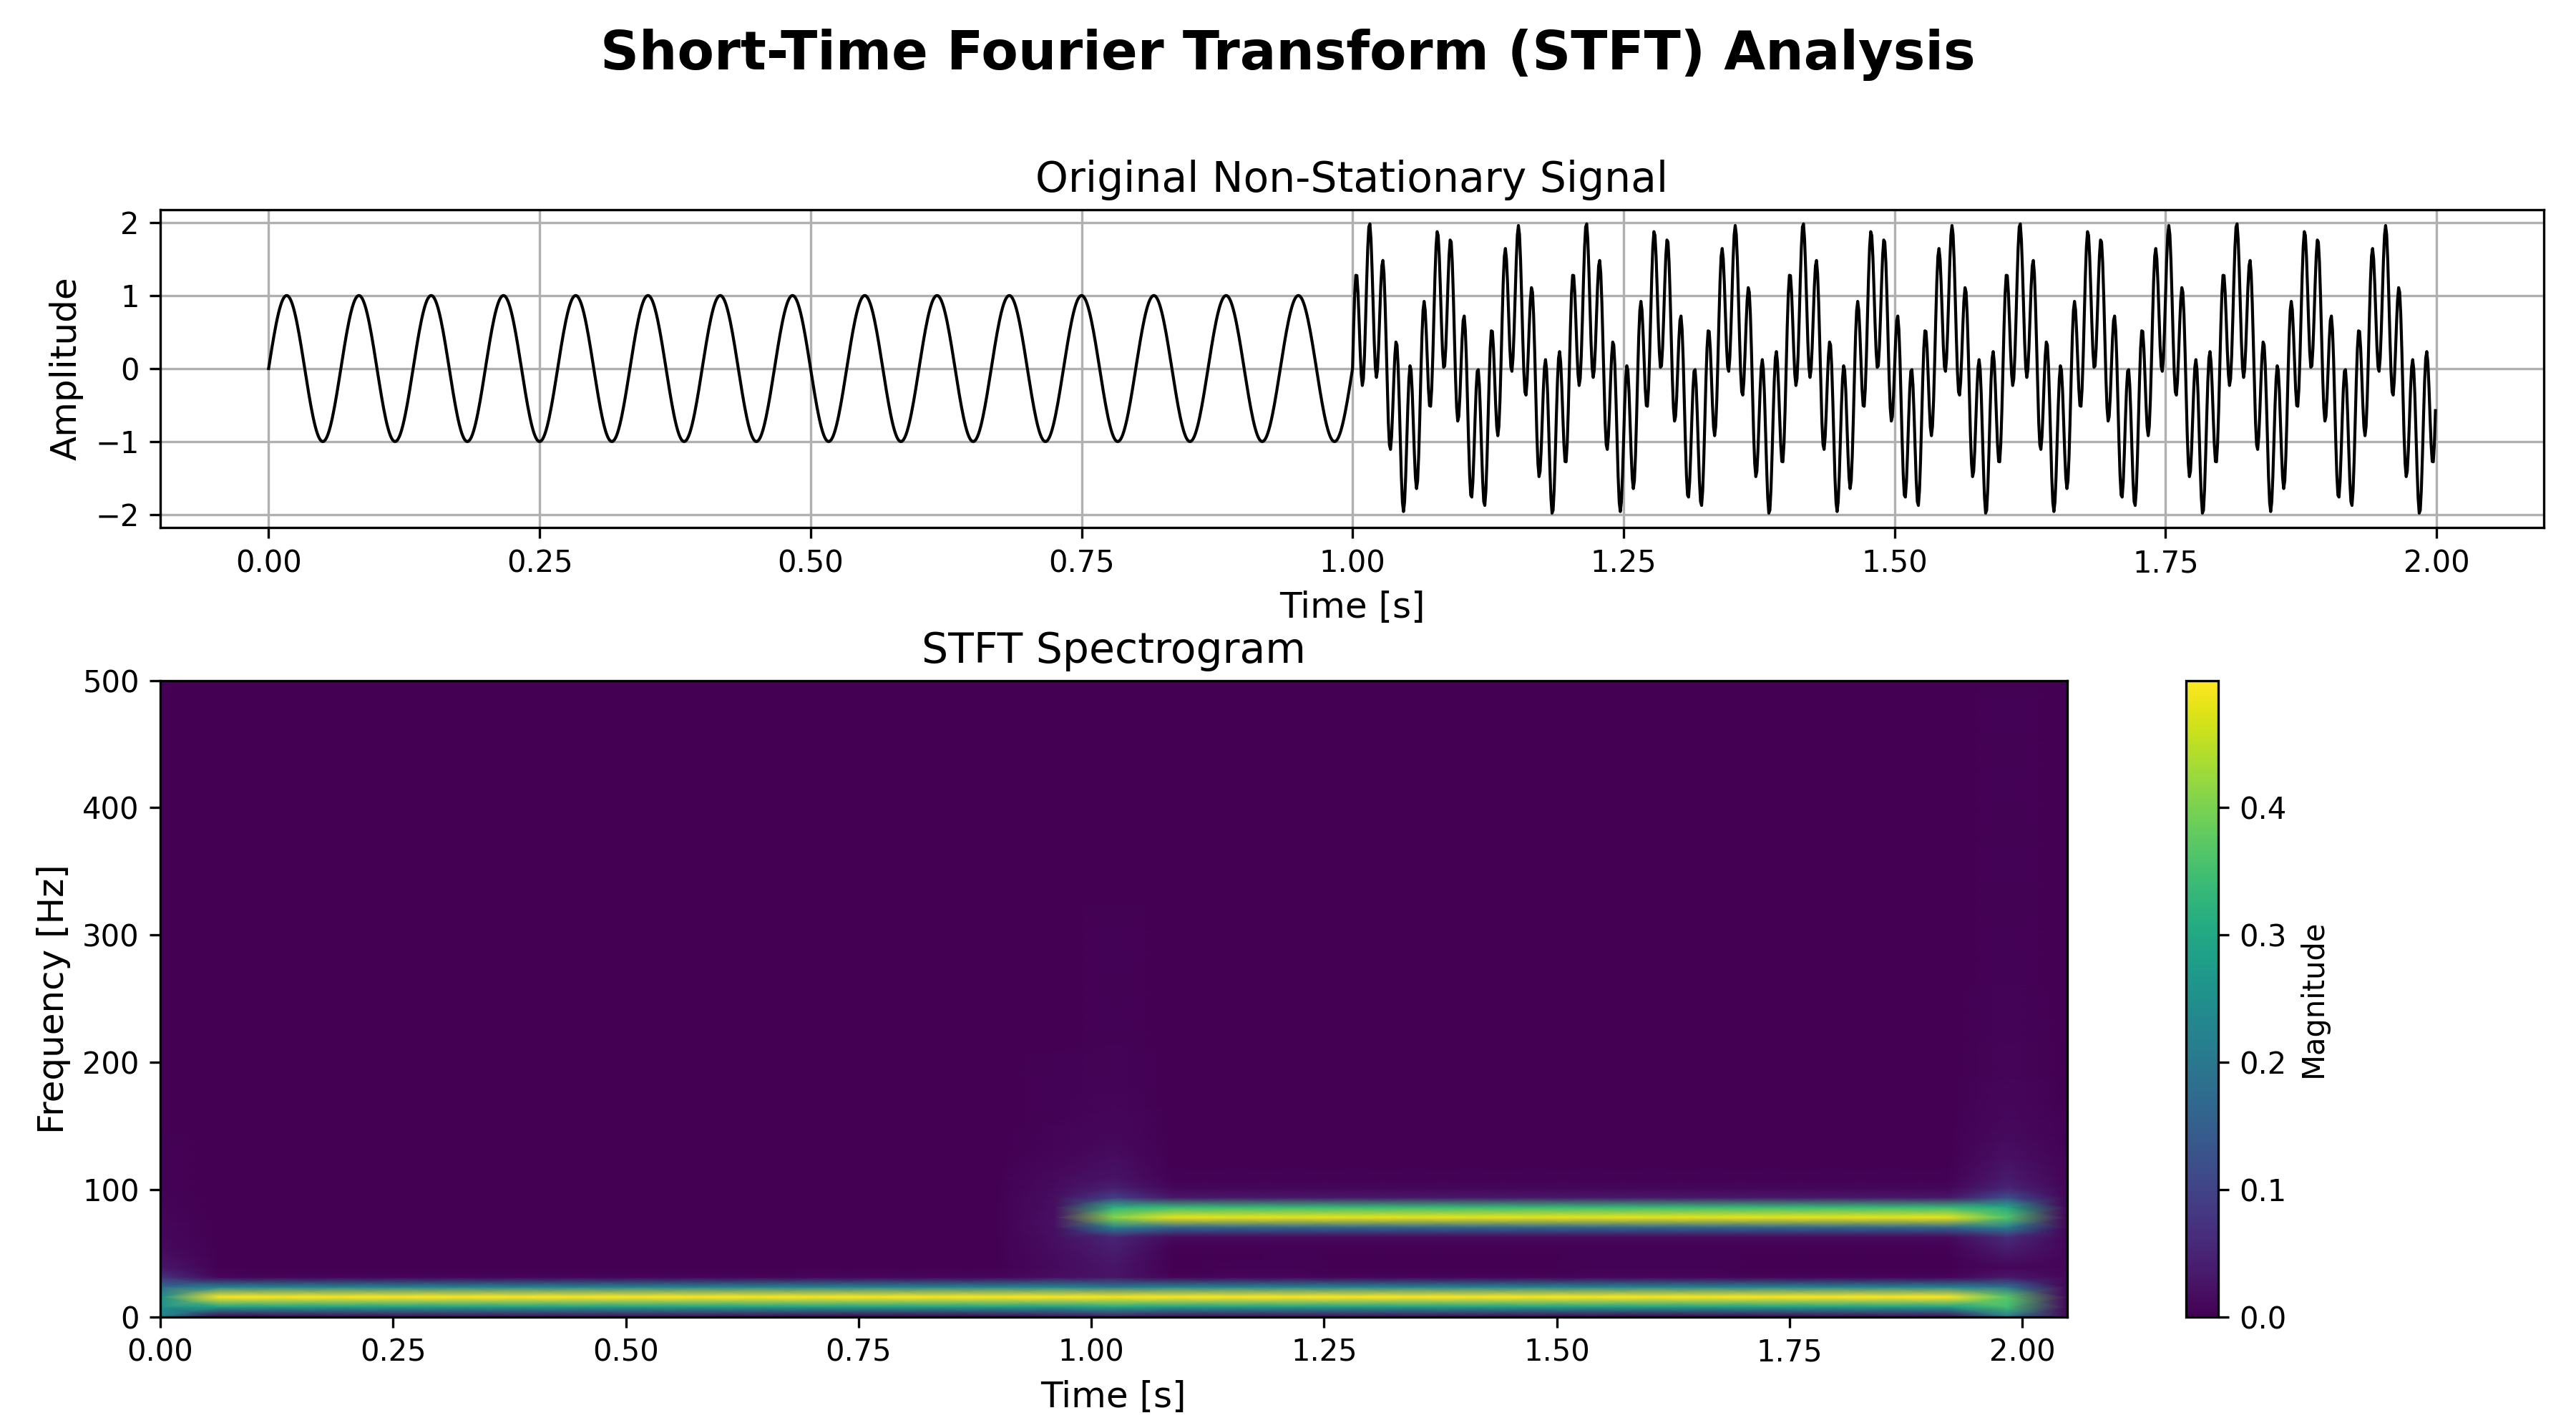 Short-Time Fourier Transform (STFT) Analysis
Original Non-Stationary Signal
Amplitude
2
1
0
−1
−2
0.00 0.25 0.50 0.75 1.00 1.25 1.50 1.75 2.00
Time [s]
STFT Spectrogram
Frequency [Hz]
500
400
300
200
100
0
0.00 0.25 0.50 0.75 1.00 1.25 1.50 1.75 2.00
Time [s]
0.4
0.3
0.2
0.1
0.0
Magnitude